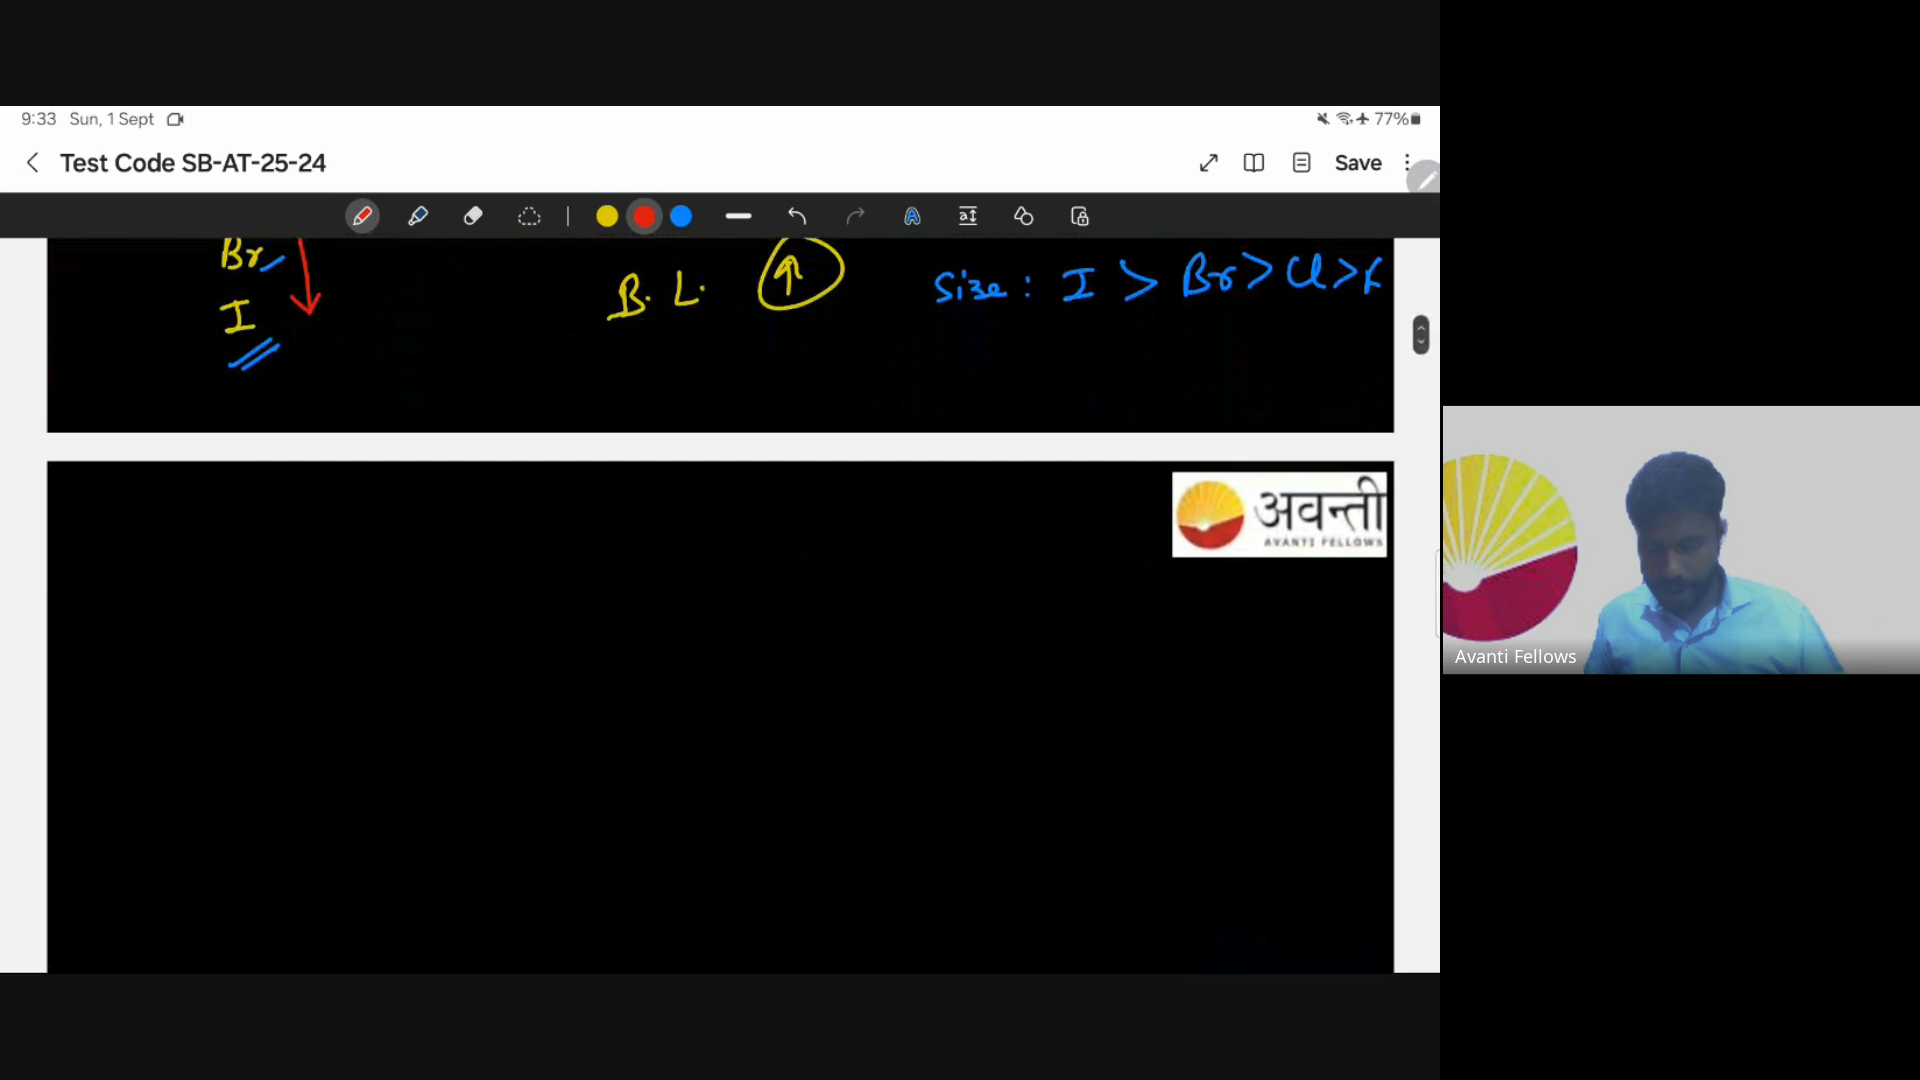 9:33 Sun, 1 Sept 77%
Test Code SB-AT-25-24 Save
Br
I
B. L. ↑
Size: I > Br > Cl > F
अवन्ती
AVANTI FELLOWS
Avanti Fellows